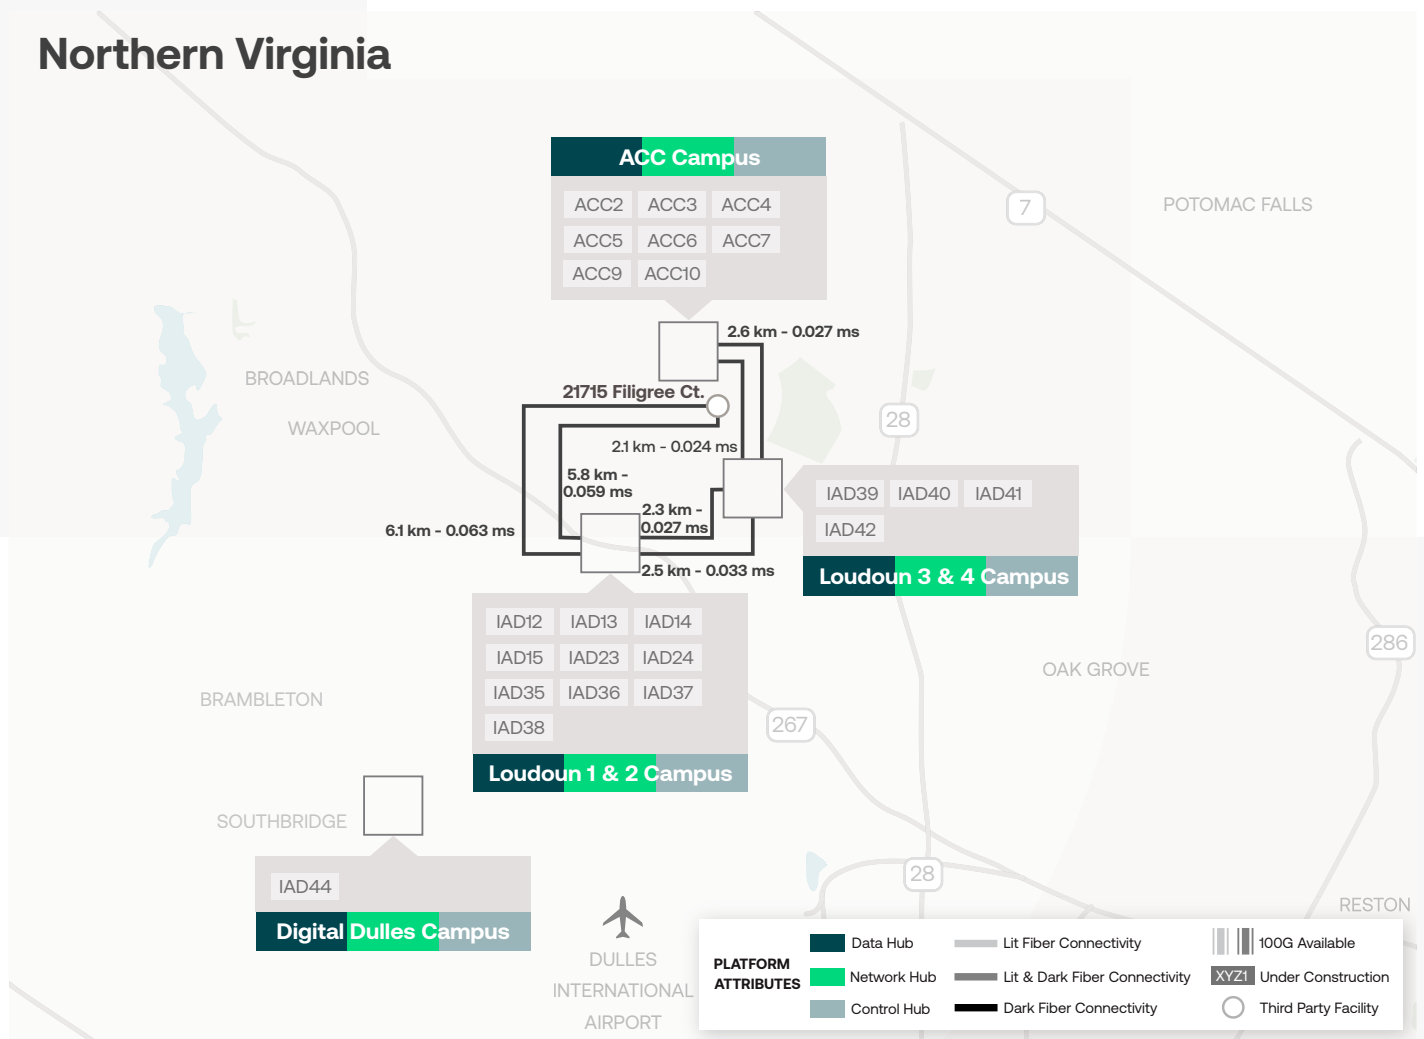 Northern Virginia
ACC Campus
ACC2 ACC3 ACC4
ACC5 ACC6 ACC7
ACC9 ACC10
7
POTOMAC FALLS
2.6 km - 0.027 ms
BROADLANDS
21715 Filigree Ct.
WAXPOOL
28
2.1 km - 0.024 ms
5.8 km -
0.059 ms
2.3 km -
0.027 ms
6.1 km - 0.063 ms
2.5 km - 0.033 ms
IAD39 IAD40 IAD41
IAD42
Loudoun 3 & 4 Campus
IAD12 IAD13 IAD14
IAD15 IAD23 IAD24
IAD35 IAD36 IAD37
IAD38
Loudoun 1 & 2 Campus
286
OAK GROVE
BRAMBLETON
267
SOUTHBRIDGE
IAD44
Digital Dulles Campus
28
RESTON
DULLES
INTERNATIONAL
AIRPORT
PLATFORM
ATTRIBUTES
Data Hub
Network Hub
Control Hub
Lit Fiber Connectivity
Lit & Dark Fiber Connectivity
Dark Fiber Connectivity
100G Available
XYZ1 Under Construction
Third Party Facility